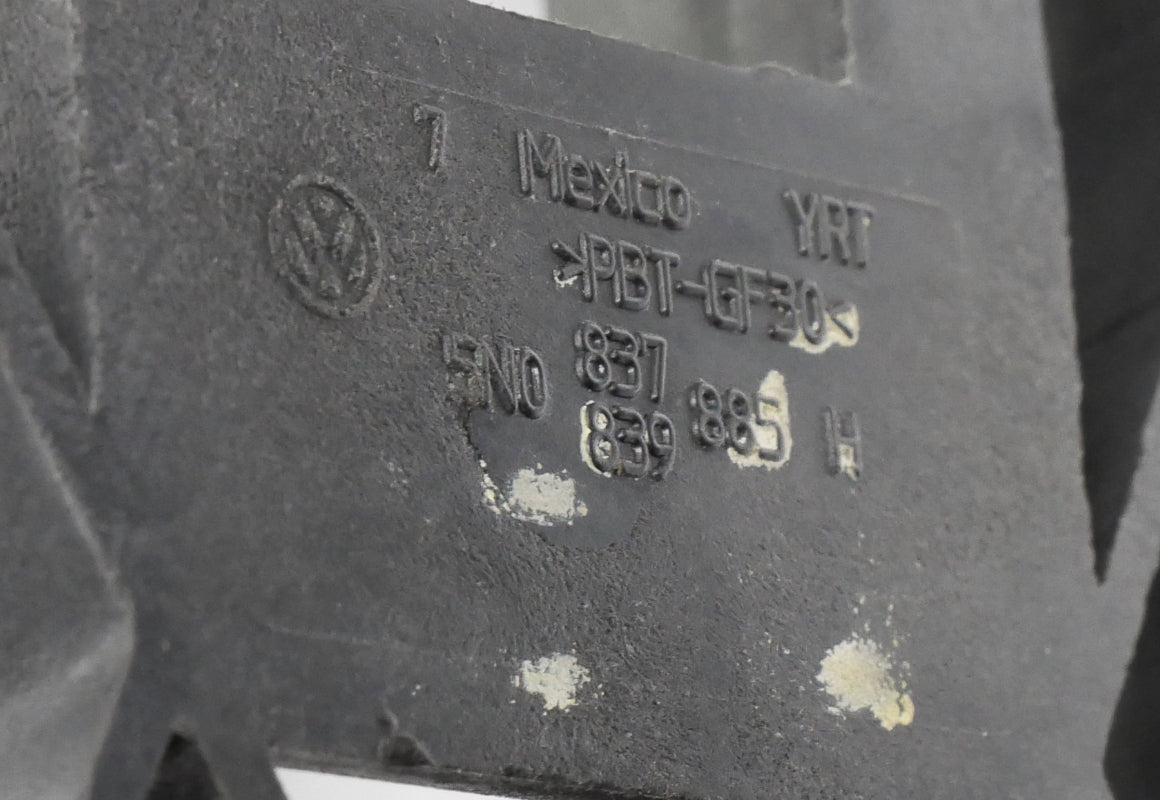 7 Mexico YRT
>PBT-GF30<
5N0 837 885 H
839